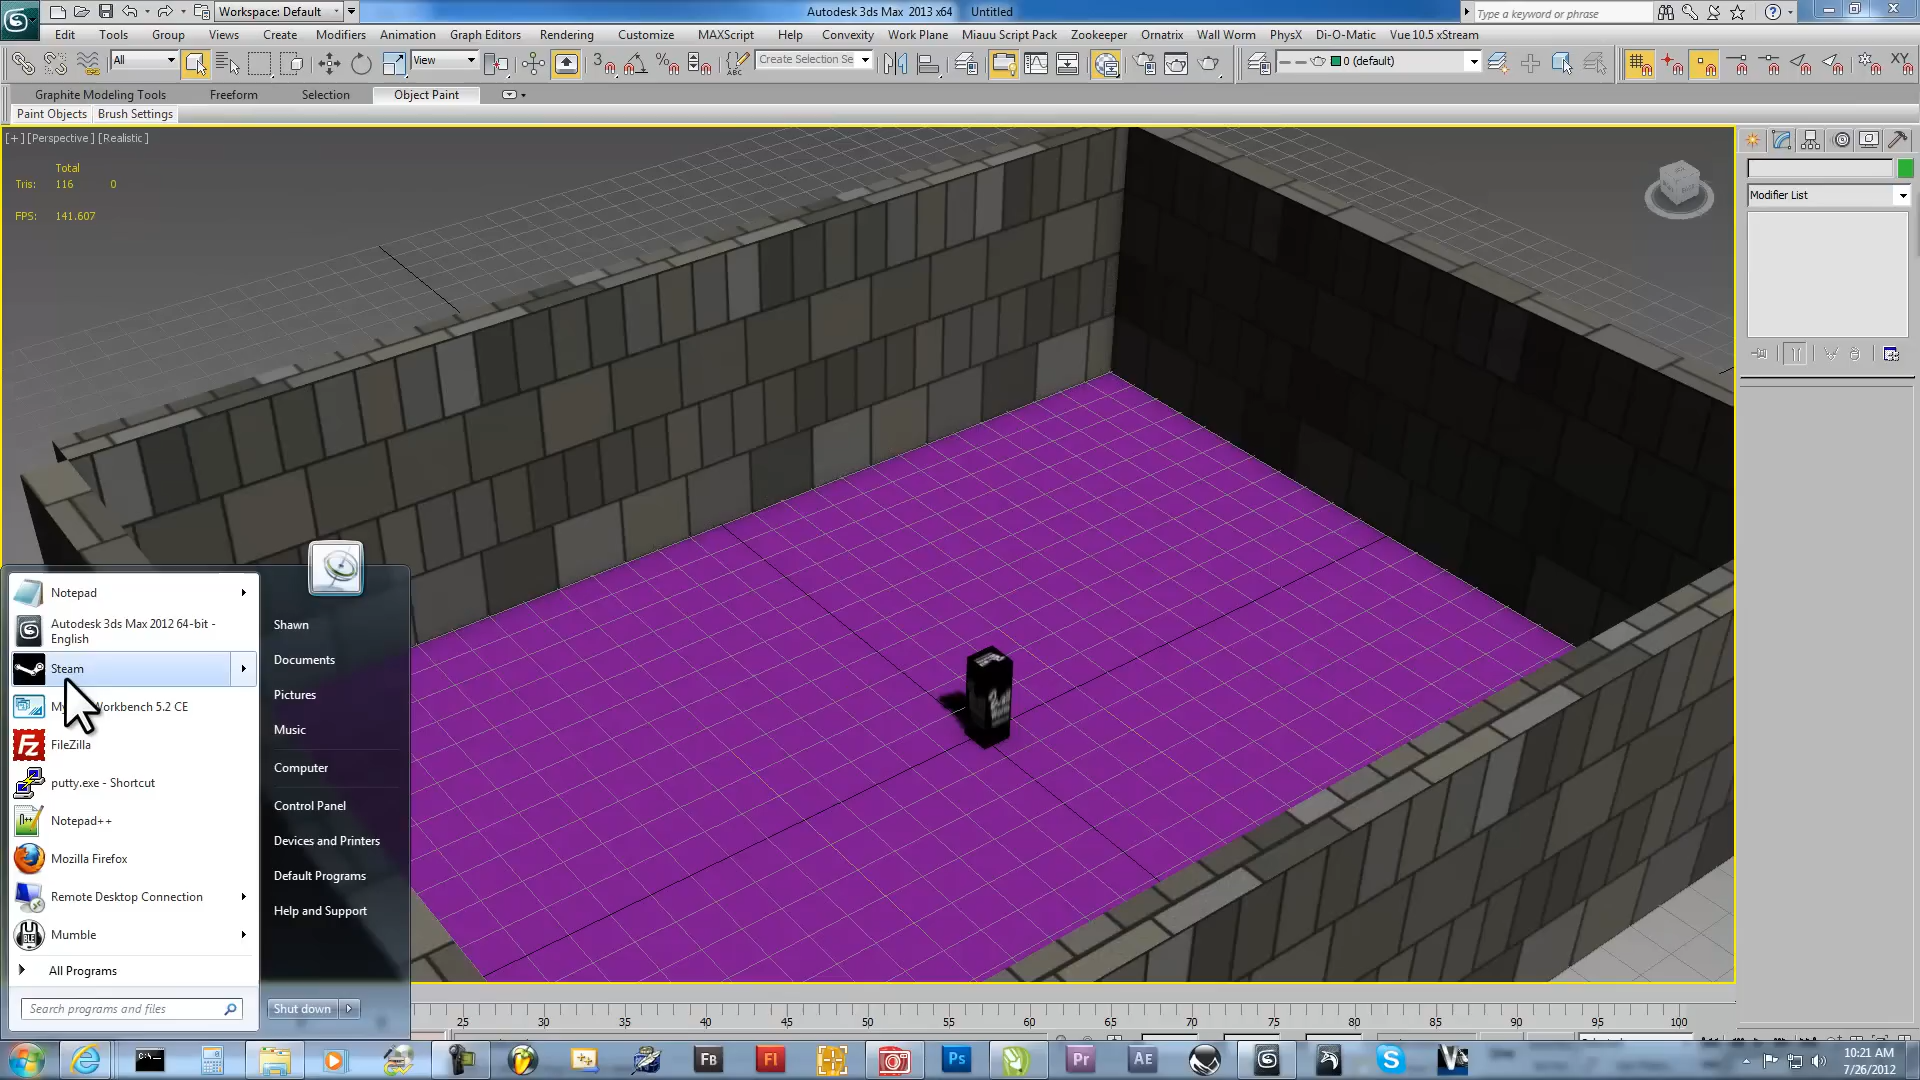 Workspace: Default
Autodesk 3ds Max 2013 x64 Untitled
Type a keyword or phrase
Edit Tools Group Views Create Modifiers Animation Graph Editors Rendering Customize MAXScript Help Convexity Work Plane Miauu Script Pack Zookeeper Ornatrix Wall Worm PhysX Di-O-Matic Vue 10.5 xStream
All
View
3
Create Selection Se
0 (default)
XY
Graphite Modeling Tools Freeform Selection Object Paint
Paint Objects Brush Settings
[+] [Perspective] [Realistic]
Total
Tris: 116 0
FPS: 141.607
Modifier List
Notepad
Autodesk 3ds Max 2012 64-bit -
English
Steam
Workbench 5.2 CE
FileZilla
putty.exe - Shortcut
Notepad++
Mozilla Firefox
Remote Desktop Connection
Mumble
All Programs
Search programs and files
Shawn
Documents
Pictures
Music
Computer
Control Panel
Devices and Printers
Default Programs
Help and Support
Shut down
25 30 35 40 45 50 55 60 65 70 75 80 85 90 95 100
Fb Fl Ps Pr AE
10:21 AM
7/26/2012